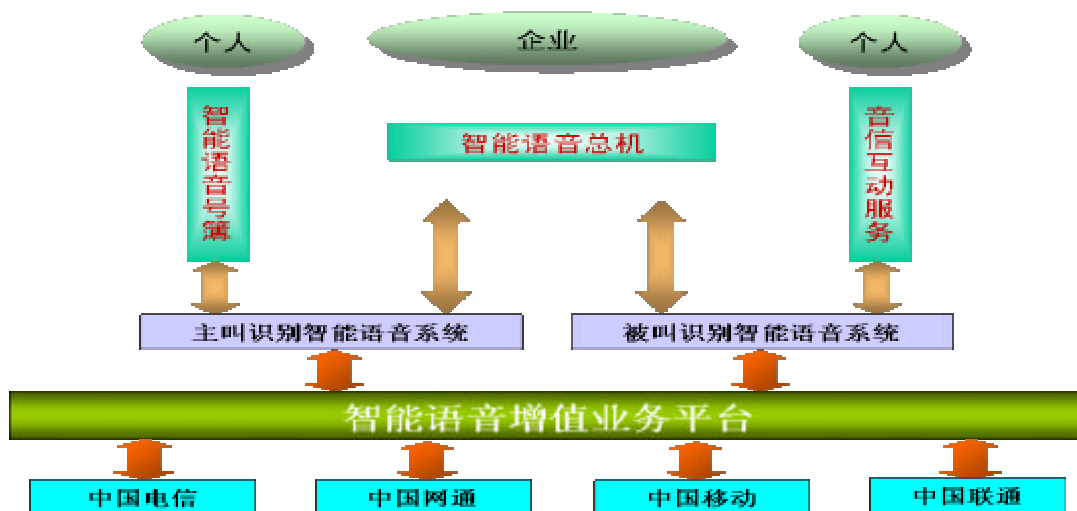 个人
企业
个人
智能语音号簿
智能语音总机
音信互动服务
主叫识别智能语音系统
被叫识别智能语音系统
智能语音增值业务平台
中国电信
中国网通
中国移动
中国联通